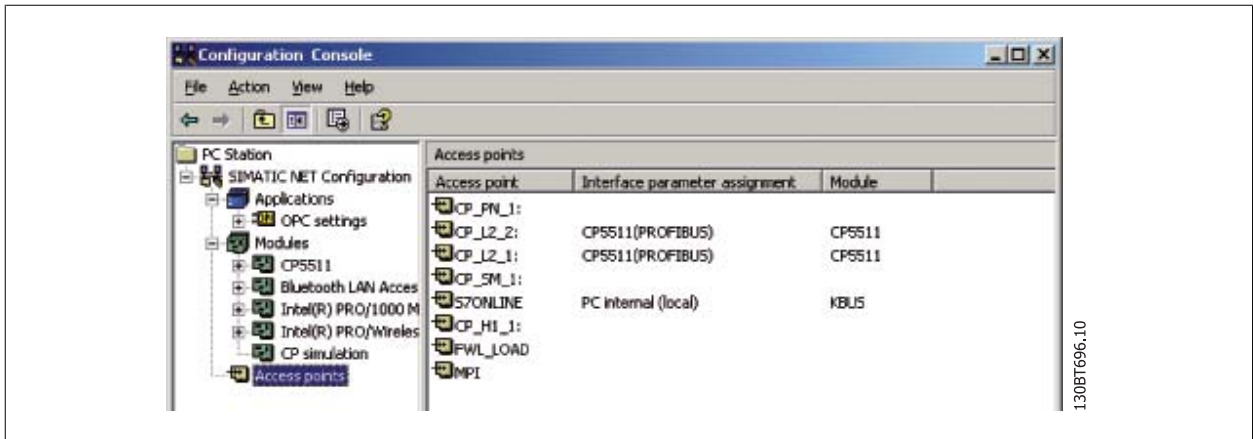 Configuration Console
File Action View Help
PC Station
SIMATIC NET Configuration
Applications
OPC settings
Modules
CP5511
Bluetooth LAN Acces
Intel(R) PRO/1000 M
Intel(R) PRO/Wireles
CP simulation
Access points
Access points
Access point Interface parameter assignment Module
CP_PN_1:
CP_L2_2: CP5511(PROFIBUS) CP5511
CP_L2_1: CP5511(PROFIBUS) CP5511
CP_SM_1:
S7ONLINE PC internal (local) KBUS
CP_H1_1:
FWL_LOAD
MPI
130BT696.10